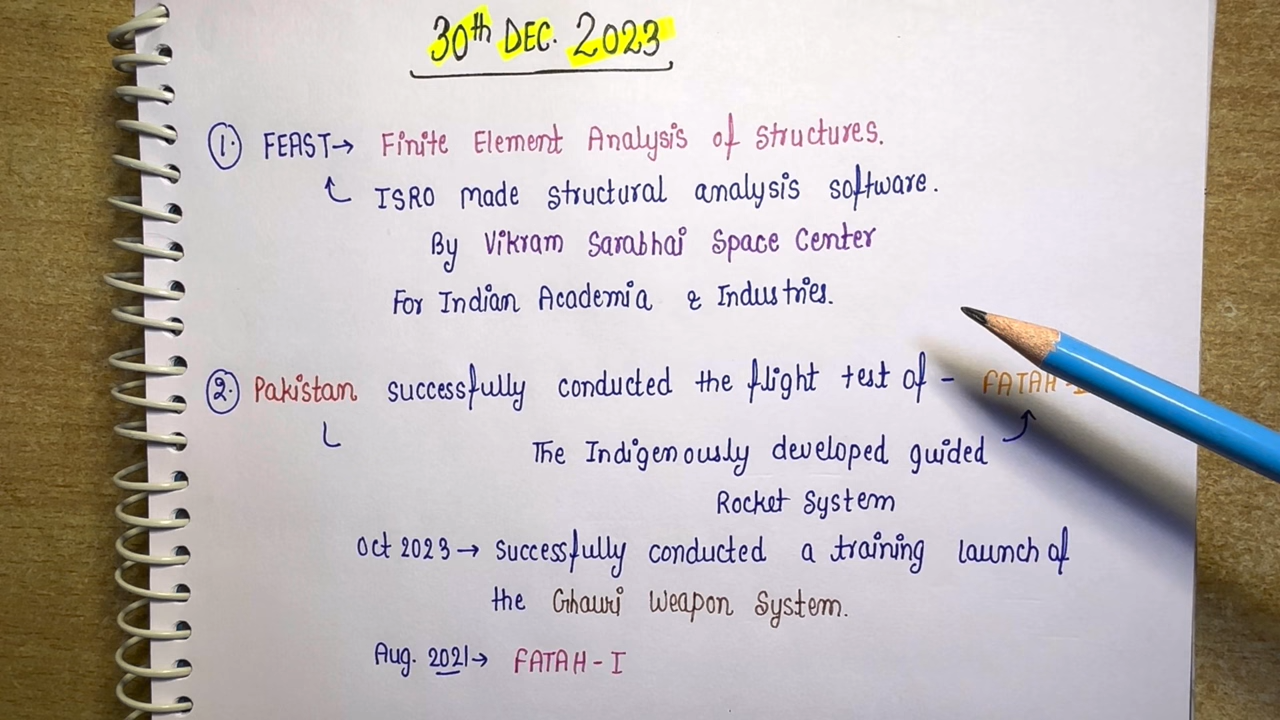 30th DEC. 2023
1. FEAST→ Finite Element Analysis of Structures.
ISRO made structural analysis software.
By Vikram Sarabhai Space Center
For Indian Academia & Industries.
2. Pakistan successfully conducted the flight test of - FATAH-
The Indigenously developed guided
Rocket System
Oct 2023→ Successfully conducted a training launch of
the Ghauri Weapon System.
Aug. 2021→ FATAH-I